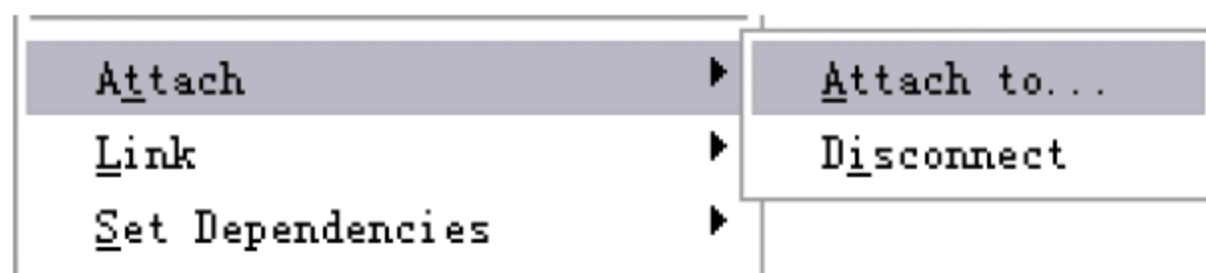 Attach
Link
Set Dependencies
Attach to...
Disconnect